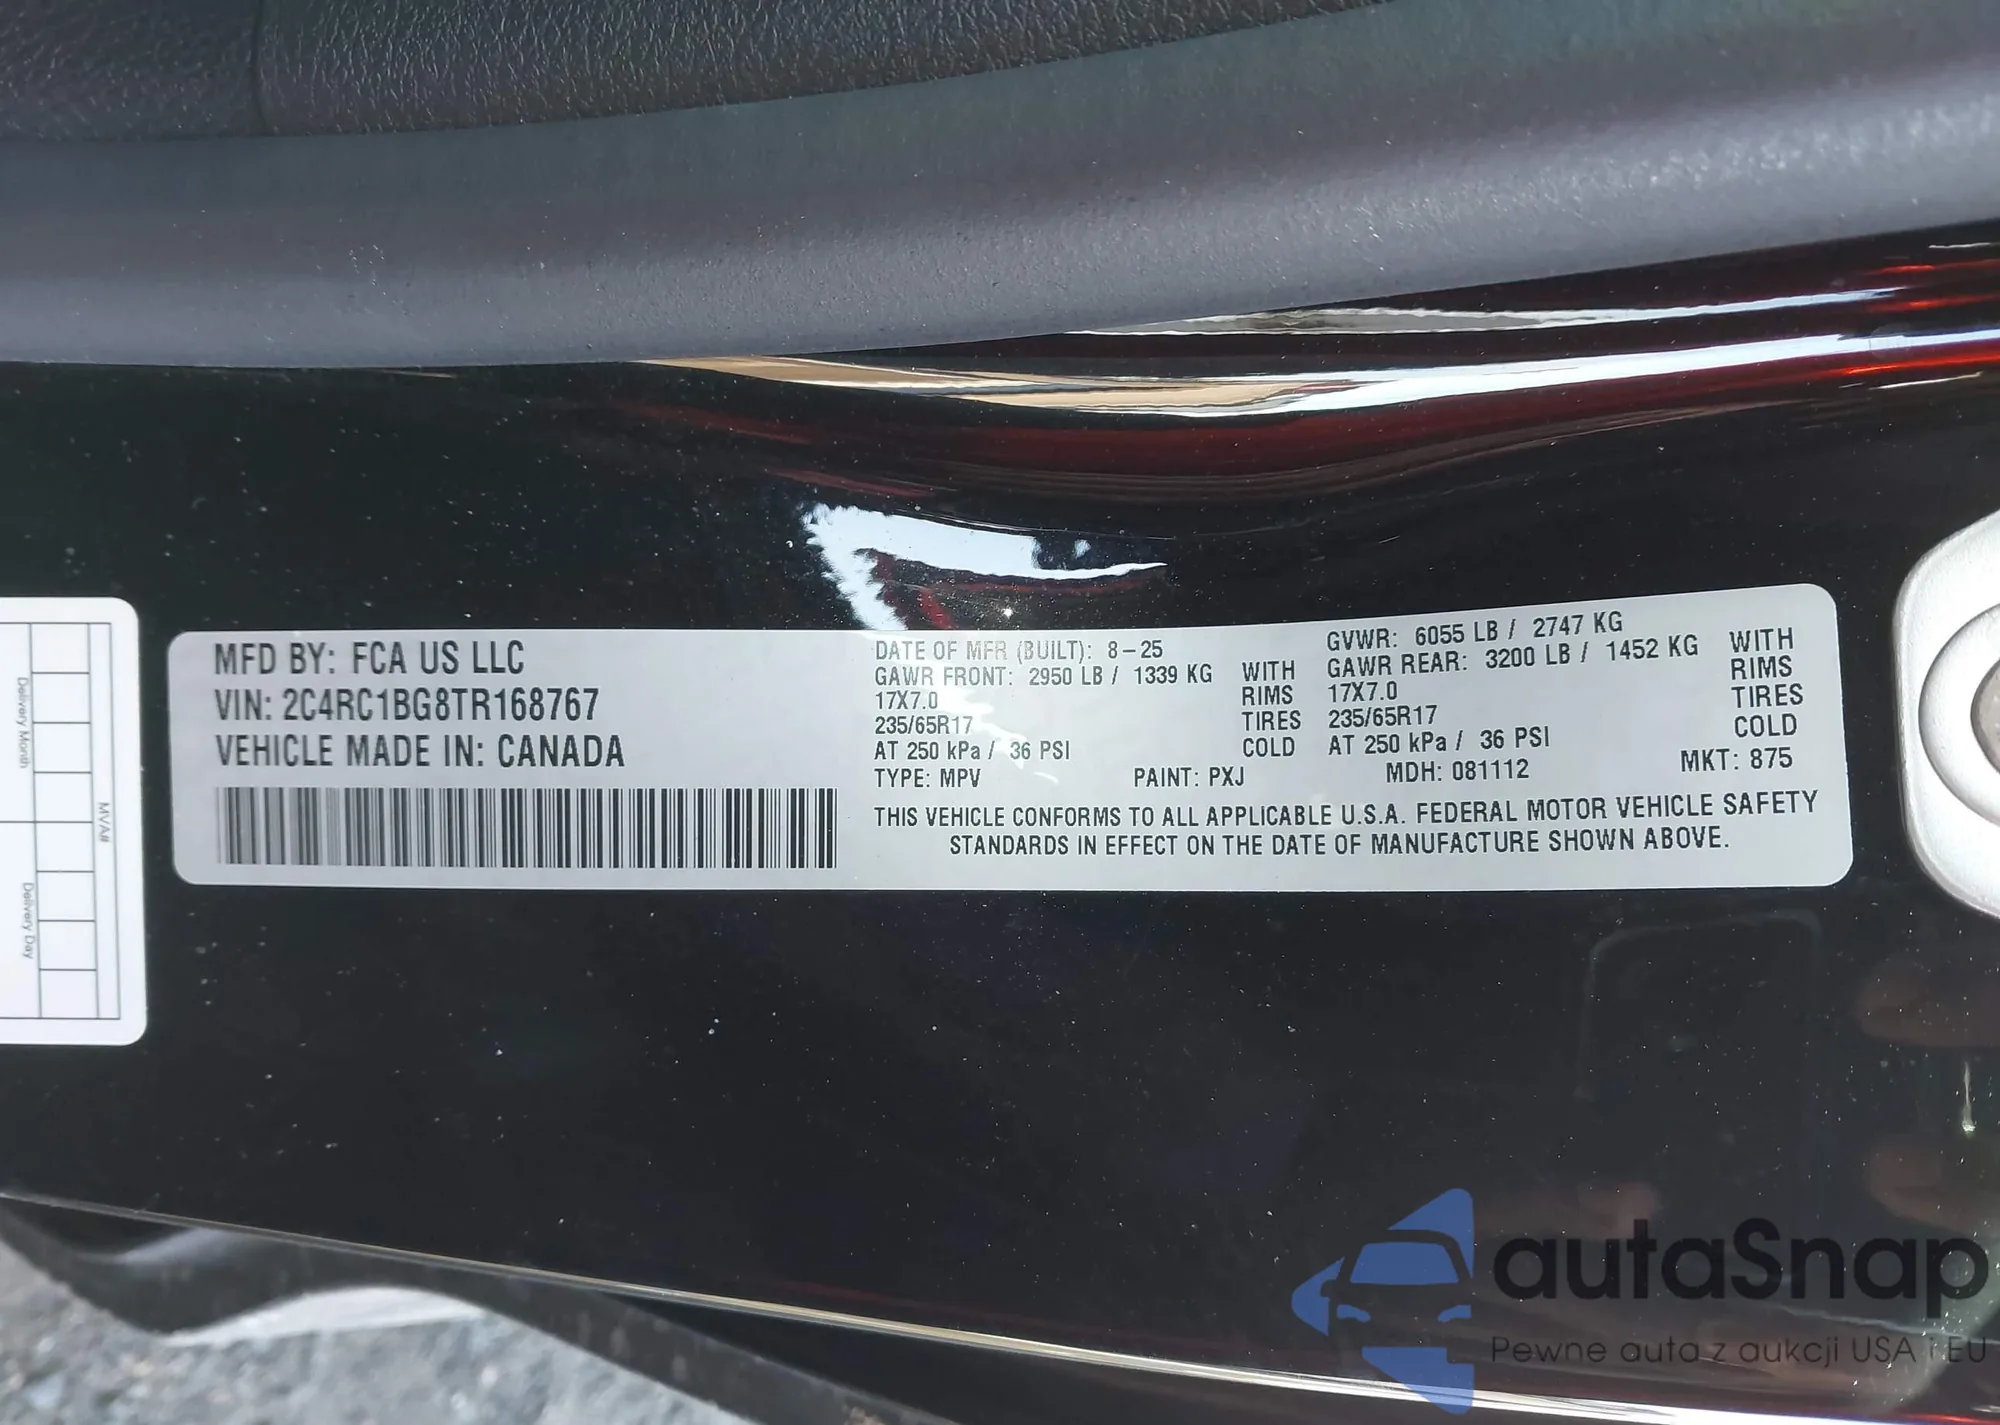 MFD BY: FCA US LLC
VIN: 2C4RC1BG8TR168767
VEHICLE MADE IN: CANADA
DATE OF MFR (BUILT): 8-25
GAWR FRONT: 2950 LB / 1339 KG WITH
17X7.0 RIMS
235/65R17 TIRES
AT 250 kPa / 36 PSI COLD
GVWR: 6055 LB / 2747 KG
GAWR REAR: 3200 LB / 1452 KG WITH
17X7.0 RIMS
235/65R17 TIRES
AT 250 kPa / 36 PSI COLD
TYPE: MPV PAINT: PXJ MDH: 081112 MKT: 875
THIS VEHICLE CONFORMS TO ALL APPLICABLE U.S.A. FEDERAL MOTOR VEHICLE SAFETY
STANDARDS IN EFFECT ON THE DATE OF MANUFACTURE SHOWN ABOVE.
MVA#
Delivery Month
Delivery Day
autaSnap
Pewne auta z aukcji USA i EU